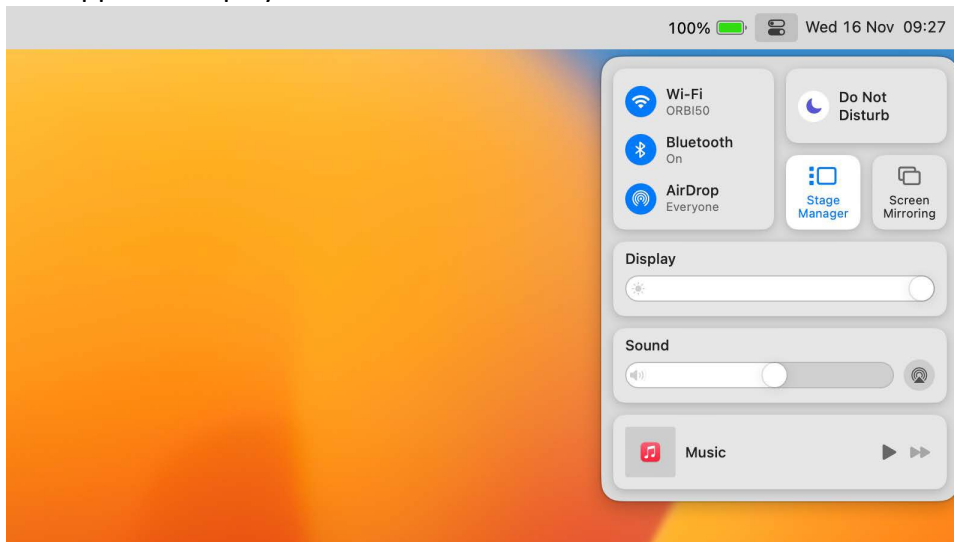 100% Wed 16 Nov 09:27
Wi-Fi
ORBI50
Do Not
Disturb
Bluetooth
On
AirDrop
Everyone
Stage
Manager
Screen
Mirroring
Display
Sound
Music